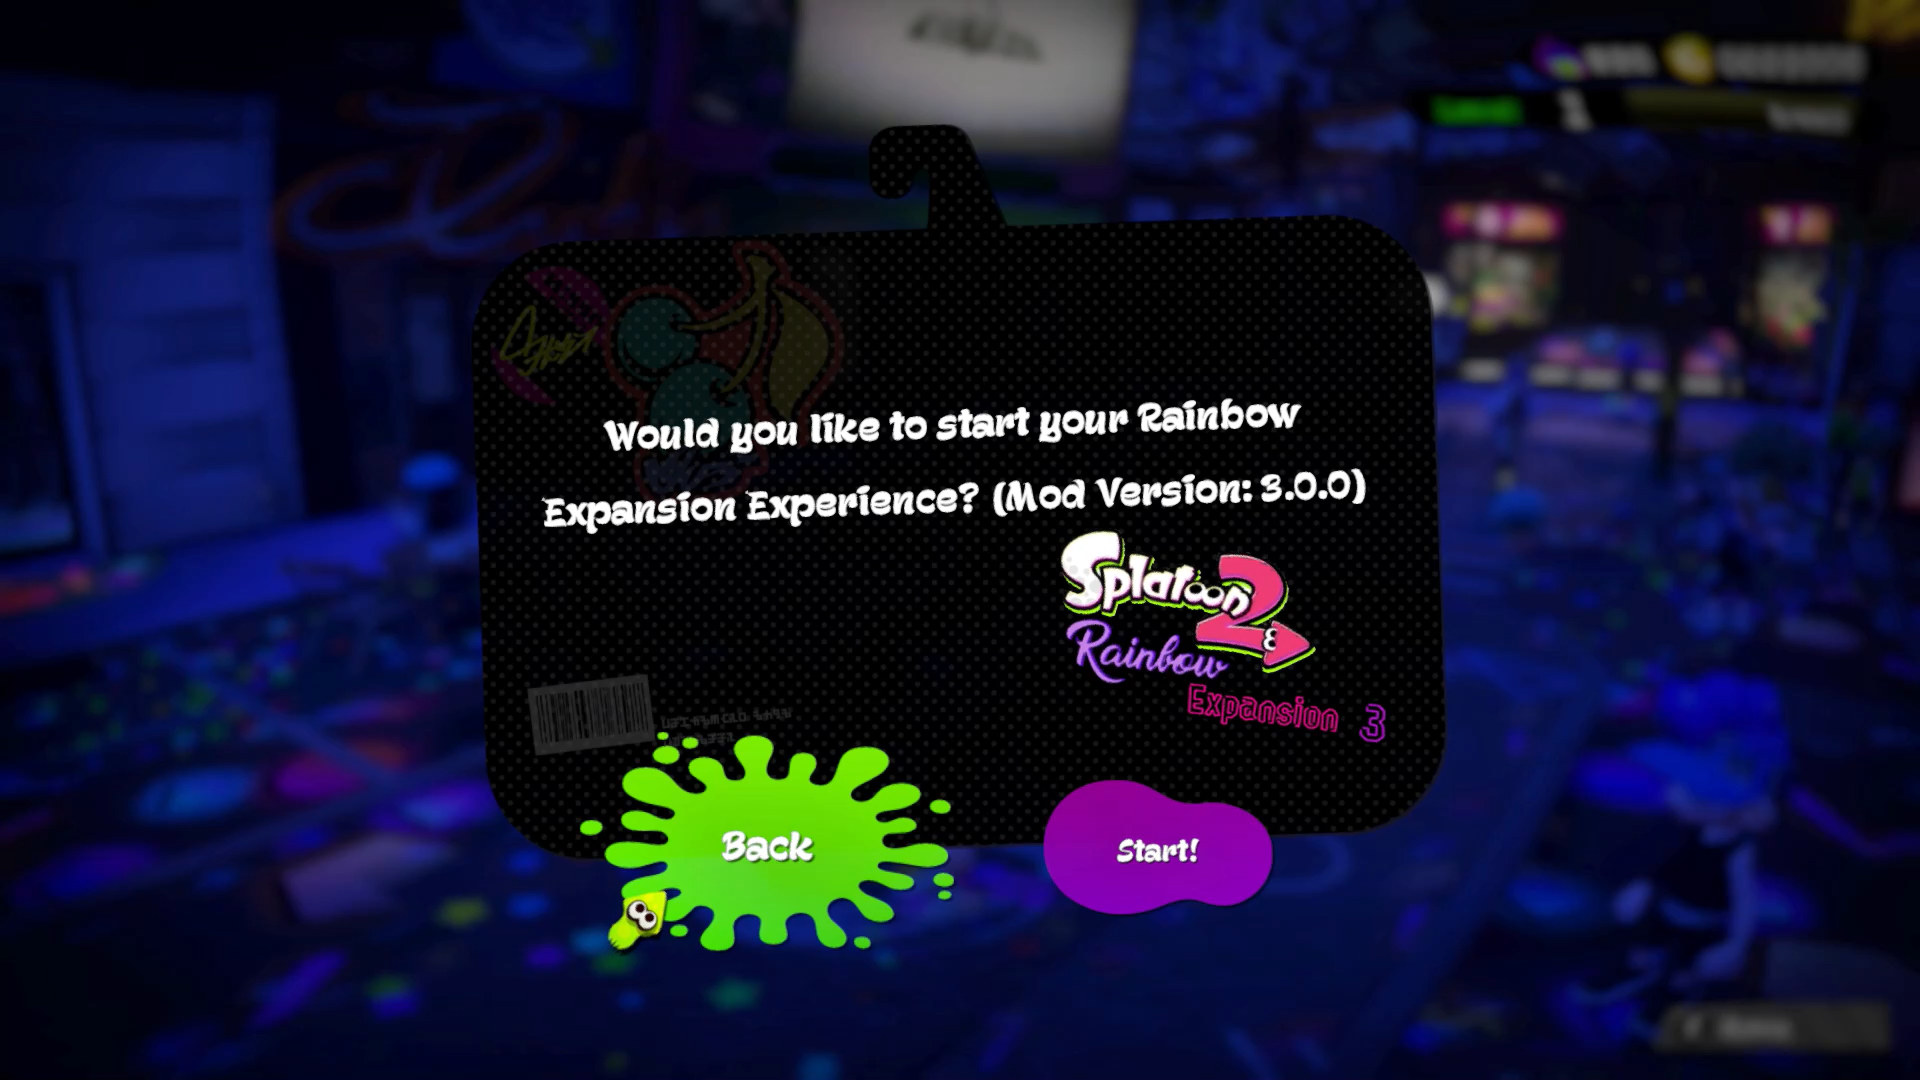 Would you like to start your Rainbow
Expansion Experience? (Mod Version: 3.0.0)
Splatoon 2
Rainbow
Expansion 3
Back
Start!